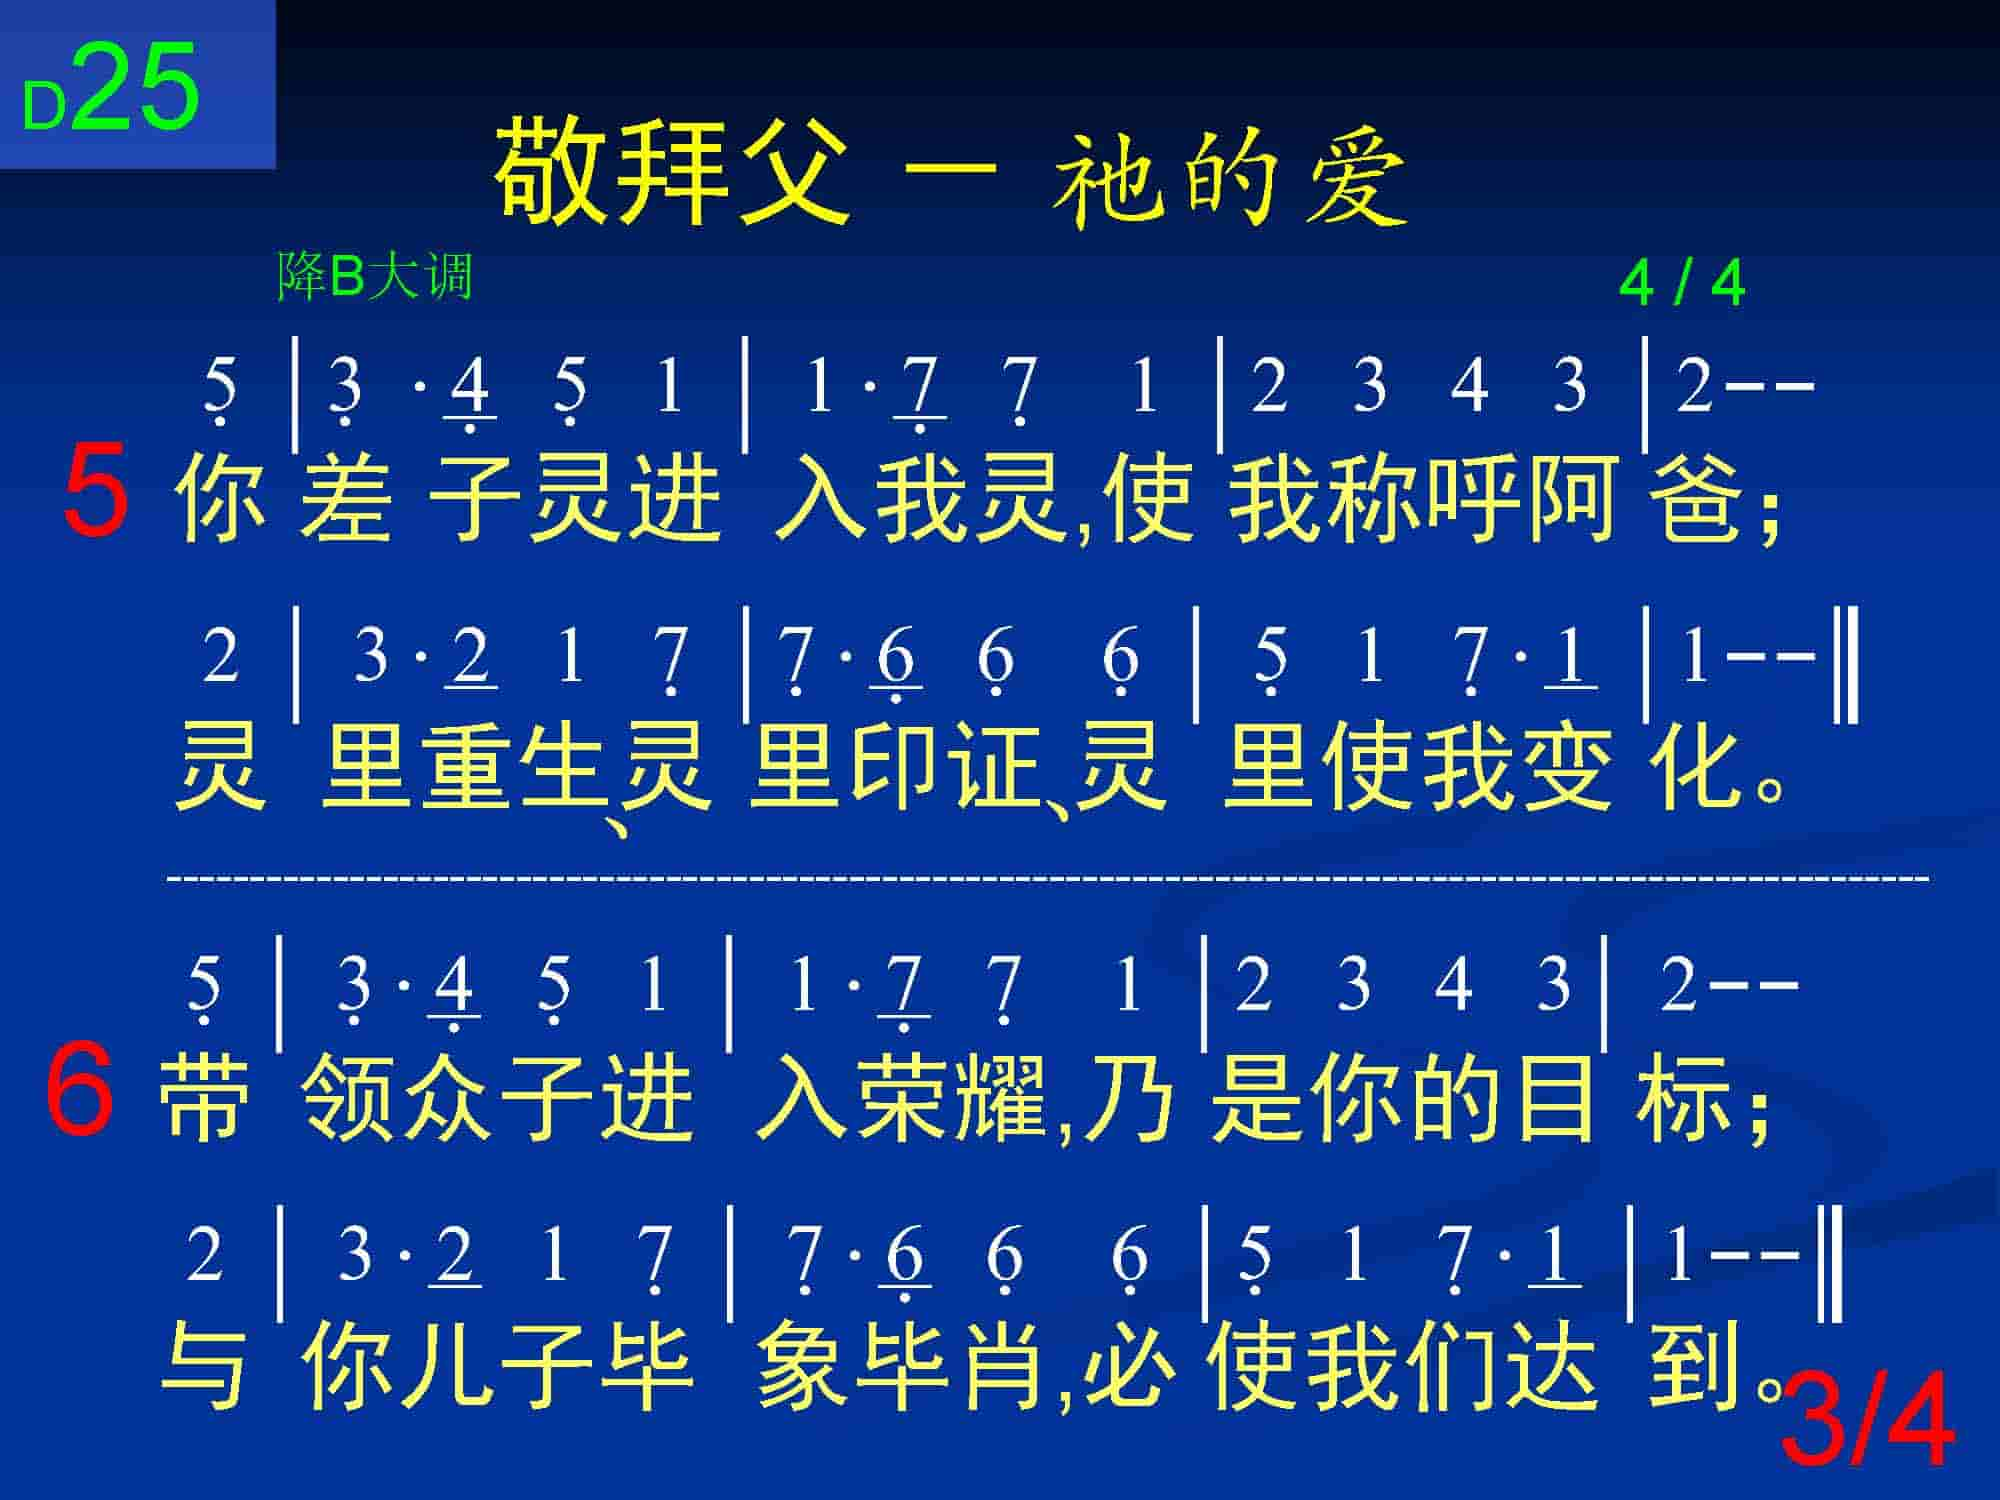 D25
敬拜父 — 祂的爱
降B大调 4 / 4
5̣ | 3̣ · 4̣ 5̣ 1 | 1 · 7̣ 7̣ 1 | 2 3 4 3 | 2--
5 你 差 子灵进 入我灵,使 我称呼阿 爸；
2 | 3 · 2 1 7̣ | 7̣ · 6̣ 6̣ 6̣ | 5̣ 1 7̣ · 1 | 1-- ‖
灵 里重生、灵 里印证、灵 里使我变 化。
5̣ | 3̣ · 4̣ 5̣ 1 | 1 · 7̣ 7̣ 1 | 2 3 4 3 | 2--
6 带 领众子进 入荣耀,乃 是你的目 标；
2 | 3 · 2 1 7̣ | 7̣ · 6̣ 6̣ 6̣ | 5̣ 1 7̣ · 1 | 1-- ‖
与 你儿子毕 象毕肖,必 使我们达 到。
3/4